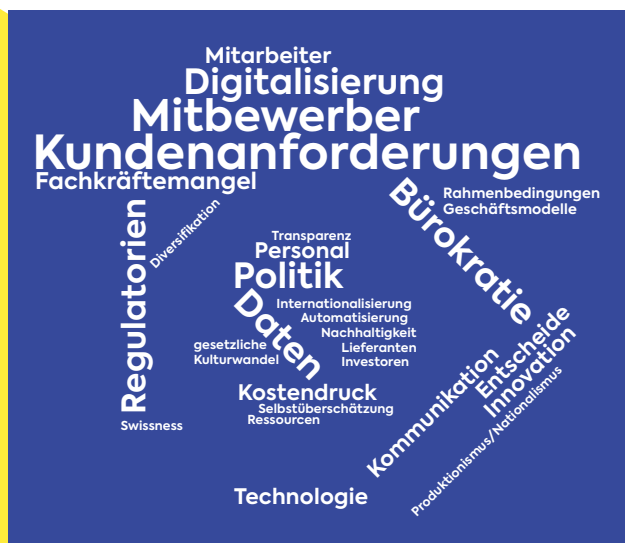 Mitarbeiter
Digitalisierung
Mitbewerber
Kundenanforderungen
Fachkräftemangel
Bürokratie
Rahmenbedingungen
Geschäftsmodelle
Regulatorien
Diversifikation
Transparenz
Personal
Politik
Daten
Internationalisierung
Automatisierung
Nachhaltigkeit
gesetzliche
Lieferanten
Kulturwandel
Investoren
Kostendruck
Selbstüberschätzung
Ressourcen
Swissness
Kommunikation
Entscheide
Innovation
Produktionismus/Nationalismus
Technologie